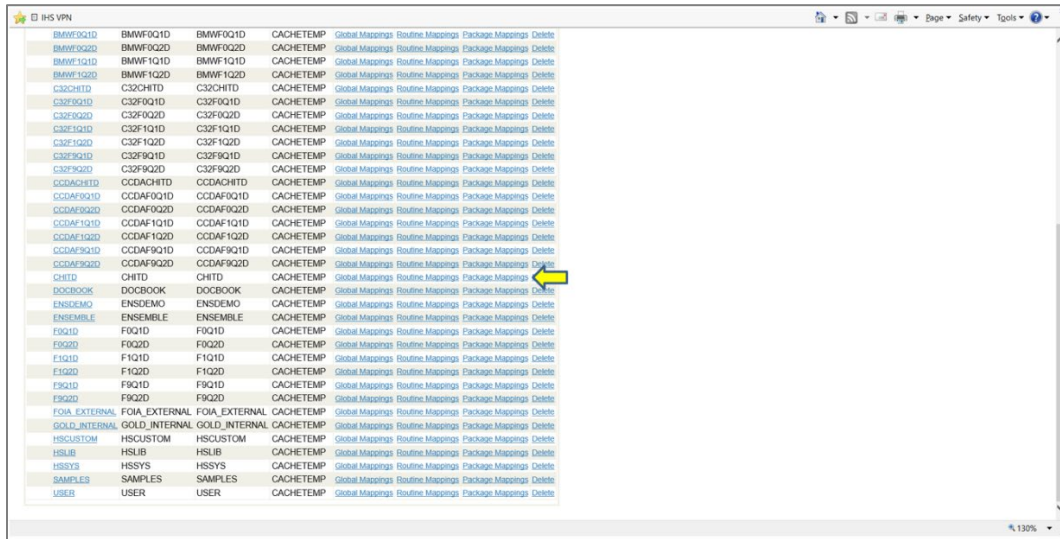 IHS VPN Page Safety Tools
BMWF0Q1D BMWF0Q1D BMWF0Q1D CACHETEMP Global Mappings Routine Mappings Package Mappings Delete
BMWF0Q2D BMWF0Q2D BMWF0Q2D CACHETEMP Global Mappings Routine Mappings Package Mappings Delete
BMWF1Q1D BMWF1Q1D BMWF1Q1D CACHETEMP Global Mappings Routine Mappings Package Mappings Delete
BMWF1Q2D BMWF1Q2D BMWF1Q2D CACHETEMP Global Mappings Routine Mappings Package Mappings Delete
C32CHITD C32CHITD C32CHITD CACHETEMP Global Mappings Routine Mappings Package Mappings Delete
C32F0Q1D C32F0Q1D C32F0Q1D CACHETEMP Global Mappings Routine Mappings Package Mappings Delete
C32F0Q2D C32F0Q2D C32F0Q2D CACHETEMP Global Mappings Routine Mappings Package Mappings Delete
C32F1Q1D C32F1Q1D C32F1Q1D CACHETEMP Global Mappings Routine Mappings Package Mappings Delete
C32F1Q2D C32F1Q2D C32F1Q2D CACHETEMP Global Mappings Routine Mappings Package Mappings Delete
C32F9Q1D C32F9Q1D C32F9Q1D CACHETEMP Global Mappings Routine Mappings Package Mappings Delete
C32F9Q2D C32F9Q2D C32F9Q2D CACHETEMP Global Mappings Routine Mappings Package Mappings Delete
CCDACHITD CCDACHITD CCDACHITD CACHETEMP Global Mappings Routine Mappings Package Mappings Delete
CCDAF0Q1D CCDAF0Q1D CCDAF0Q1D CACHETEMP Global Mappings Routine Mappings Package Mappings Delete
CCDAF0Q2D CCDAF0Q2D CCDAF0Q2D CACHETEMP Global Mappings Routine Mappings Package Mappings Delete
CCDAF1Q1D CCDAF1Q1D CCDAF1Q1D CACHETEMP Global Mappings Routine Mappings Package Mappings Delete
CCDAF1Q2D CCDAF1Q2D CCDAF1Q2D CACHETEMP Global Mappings Routine Mappings Package Mappings Delete
CCDAF9Q1D CCDAF9Q1D CCDAF9Q1D CACHETEMP Global Mappings Routine Mappings Package Mappings Delete
CCDAF9Q2D CCDAF9Q2D CCDAF9Q2D CACHETEMP Global Mappings Routine Mappings Package Mappings Delete
CHITD CHITD CHITD CACHETEMP Global Mappings Routine Mappings Package Mappings
DOCBOOK DOCBOOK DOCBOOK CACHETEMP Global Mappings Routine Mappings Package Mappings Delete
ENSDEMO ENSDEMO ENSDEMO CACHETEMP Global Mappings Routine Mappings Package Mappings Delete
ENSEMBLE ENSEMBLE ENSEMBLE CACHETEMP Global Mappings Routine Mappings Package Mappings Delete
F0Q1D F0Q1D F0Q1D CACHETEMP Global Mappings Routine Mappings Package Mappings Delete
F0Q2D F0Q2D F0Q2D CACHETEMP Global Mappings Routine Mappings Package Mappings Delete
F1Q1D F1Q1D F1Q1D CACHETEMP Global Mappings Routine Mappings Package Mappings Delete
F1Q2D F1Q2D F1Q2D CACHETEMP Global Mappings Routine Mappings Package Mappings Delete
F9Q1D F9Q1D F9Q1D CACHETEMP Global Mappings Routine Mappings Package Mappings Delete
F9Q2D F9Q2D F9Q2D CACHETEMP Global Mappings Routine Mappings Package Mappings Delete
FOIA_EXTERNAL FOIA_EXTERNAL FOIA_EXTERNAL CACHETEMP Global Mappings Routine Mappings Package Mappings Delete
GOLD_INTERNAL GOLD_INTERNAL GOLD_INTERNAL CACHETEMP Global Mappings Routine Mappings Package Mappings Delete
HSCUSTOM HSCUSTOM HSCUSTOM CACHETEMP Global Mappings Routine Mappings Package Mappings Delete
HSLIB HSLIB HSLIB CACHETEMP Global Mappings Routine Mappings Package Mappings Delete
HSSYS HSSYS HSSYS CACHETEMP Global Mappings Routine Mappings Package Mappings Delete
SAMPLES SAMPLES SAMPLES CACHETEMP Global Mappings Routine Mappings Package Mappings Delete
USER USER USER CACHETEMP Global Mappings Routine Mappings Package Mappings Delete
130%